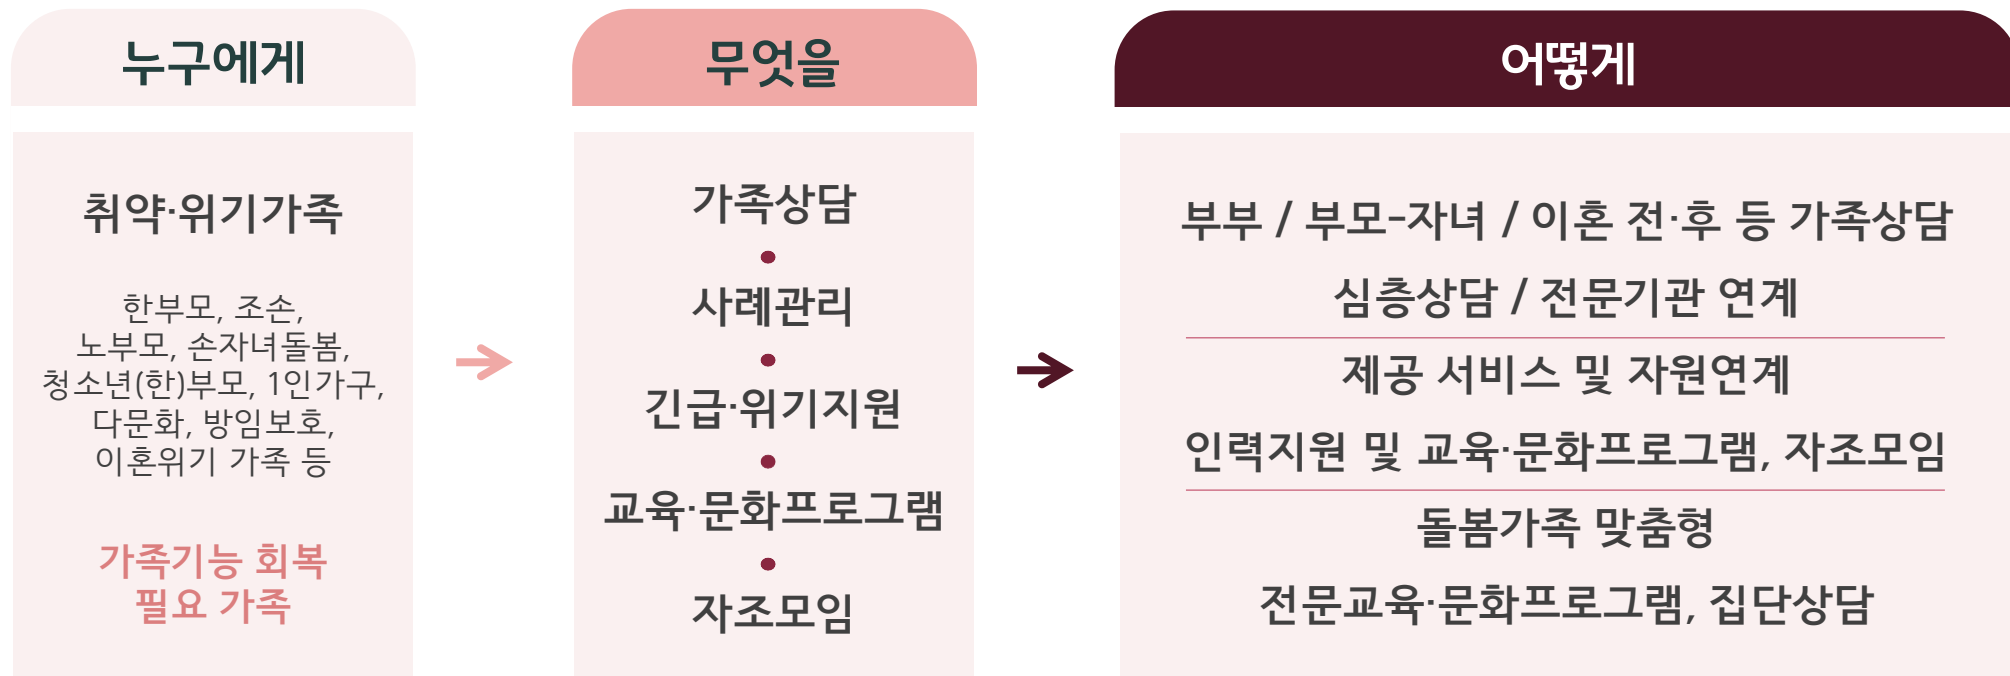 누구에게
취약·위기가족
한부모, 조손,
노부모, 손자녀돌봄,
청소년(한)부모, 1인가구,
다문화, 방임보호,
이혼위기 가족 등
가족기능 회복
필요 가족
무엇을
가족상담
사례관리
긴급·위기지원
교육·문화프로그램
자조모임
어떻게
부부 / 부모-자녀 / 이혼 전·후 등 가족상담
심층상담 / 전문기관 연계
제공 서비스 및 자원연계
인력지원 및 교육·문화프로그램, 자조모임
돌봄가족 맞춤형
전문교육·문화프로그램, 집단상담